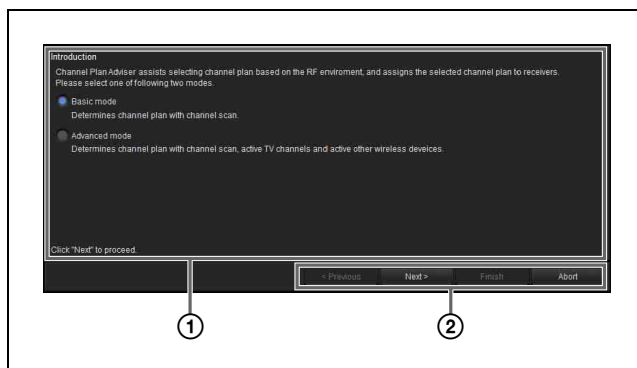 Introduction
Channel Plan Adviser assists selecting channel plan based on the RF enviroment, and assigns the selected channel plan to receivers.
Please select one of following two modes.
Basic mode
Determines channel plan with channel scan.
Advanced mode
Determines channel plan with channel scan, active TV channels and active other wireless deveices.
Click "Next" to proceed.
< Previous Next > Finish Abort
1 2